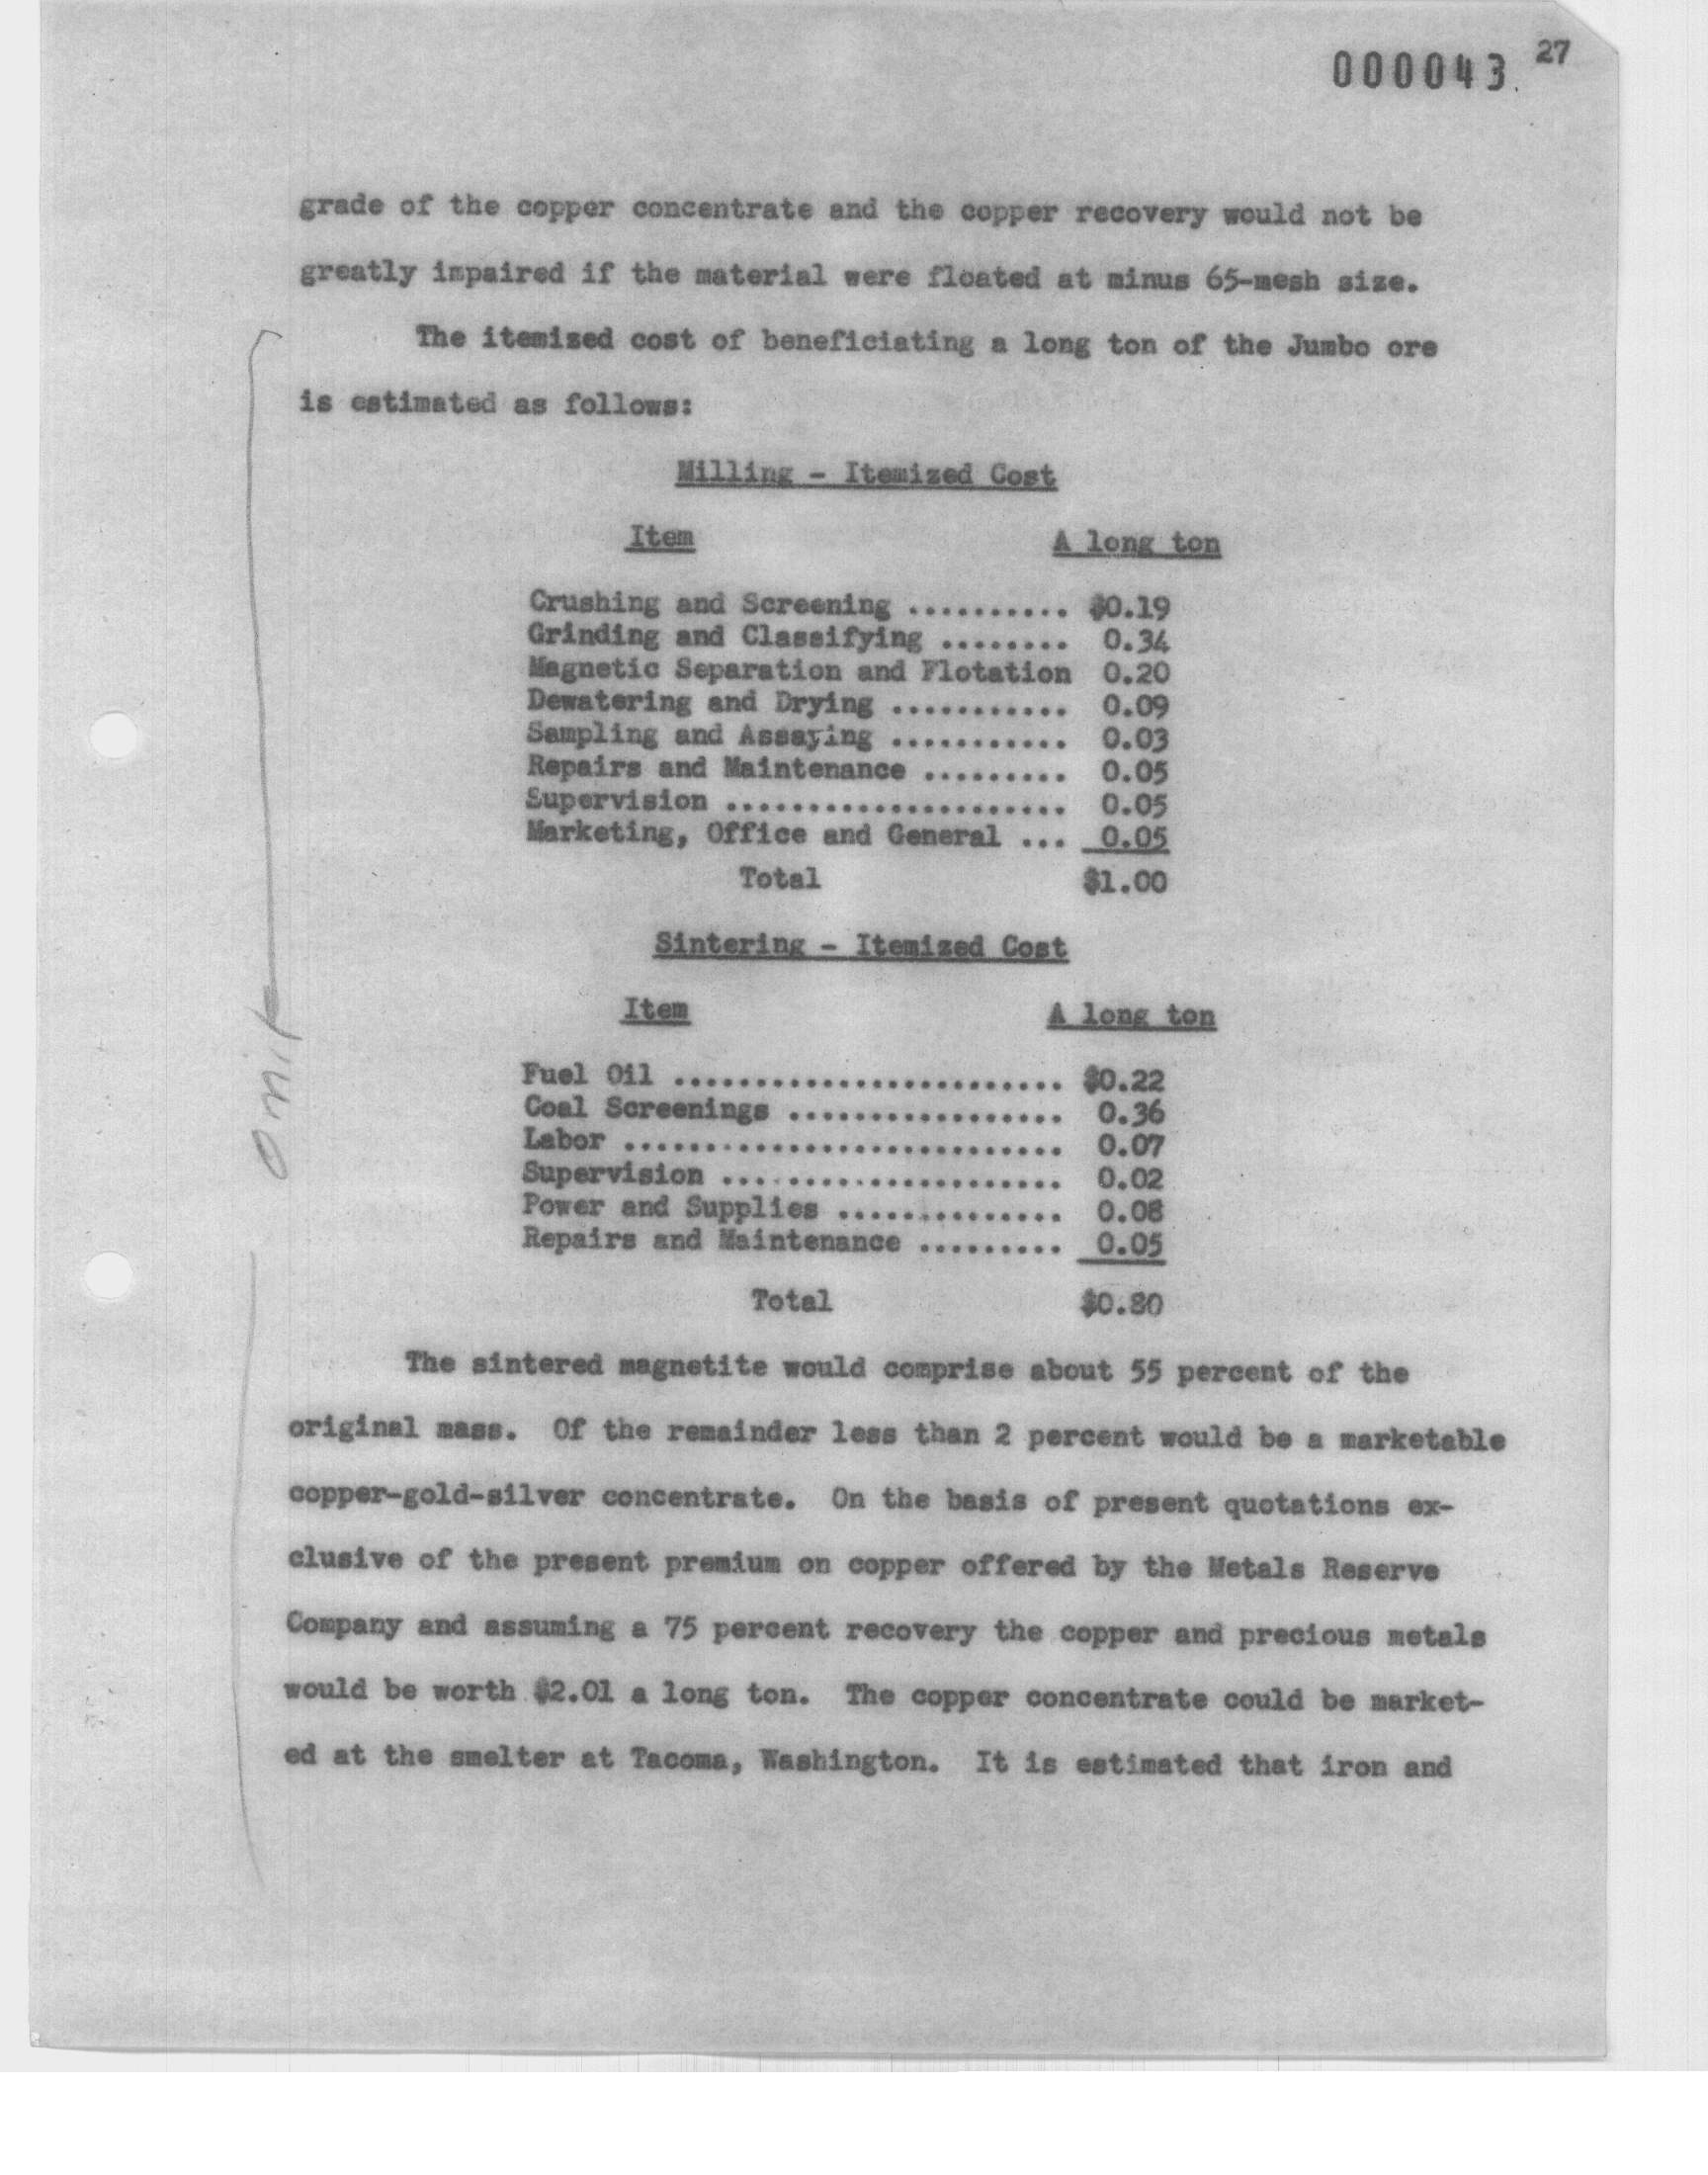 000043. 27
grade of the copper concentrate and the copper recovery would not be
greatly impaired if the material were floated at minus 65-mesh size.
The itemized cost of beneficiating a long ton of the Jumbo ore
is estimated as follows:
Milling - Itemized Cost
Item A long ton
Crushing and Screening .......... $0.19
Grinding and Classifying ........ 0.34
Magnetic Separation and Flotation 0.20
Dewatering and Drying ........... 0.09
Sampling and Assaying ........... 0.03
Repairs and Maintenance ......... 0.05
Supervision ..................... 0.05
Marketing, Office and General ... 0.05
Total $1.00
Sintering - Itemized Cost
Item A long ton
Fuel Oil ........................ $0.22
Coal Screenings ................. 0.36
Labor ........................... 0.07
Supervision ..................... 0.02
Power and Supplies .............. 0.08
Repairs and Maintenance ......... 0.05
Total $0.80
omit
The sintered magnetite would comprise about 55 percent of the
original mass. Of the remainder less than 2 percent would be a marketable
copper-gold-silver concentrate. On the basis of present quotations ex-
clusive of the present premium on copper offered by the Metals Reserve
Company and assuming a 75 percent recovery the copper and precious metals
would be worth $2.01 a long ton. The copper concentrate could be market-
ed at the smelter at Tacoma, Washington. It is estimated that iron and